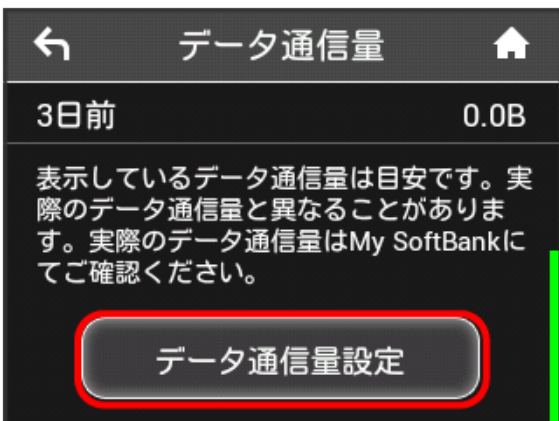 データ通信量
3日前 0.0B
表示しているデータ通信量は目安です。実
際のデータ通信量と異なることがありま
す。実際のデータ通信量はMy SoftBankに
てご確認ください。
データ通信量設定